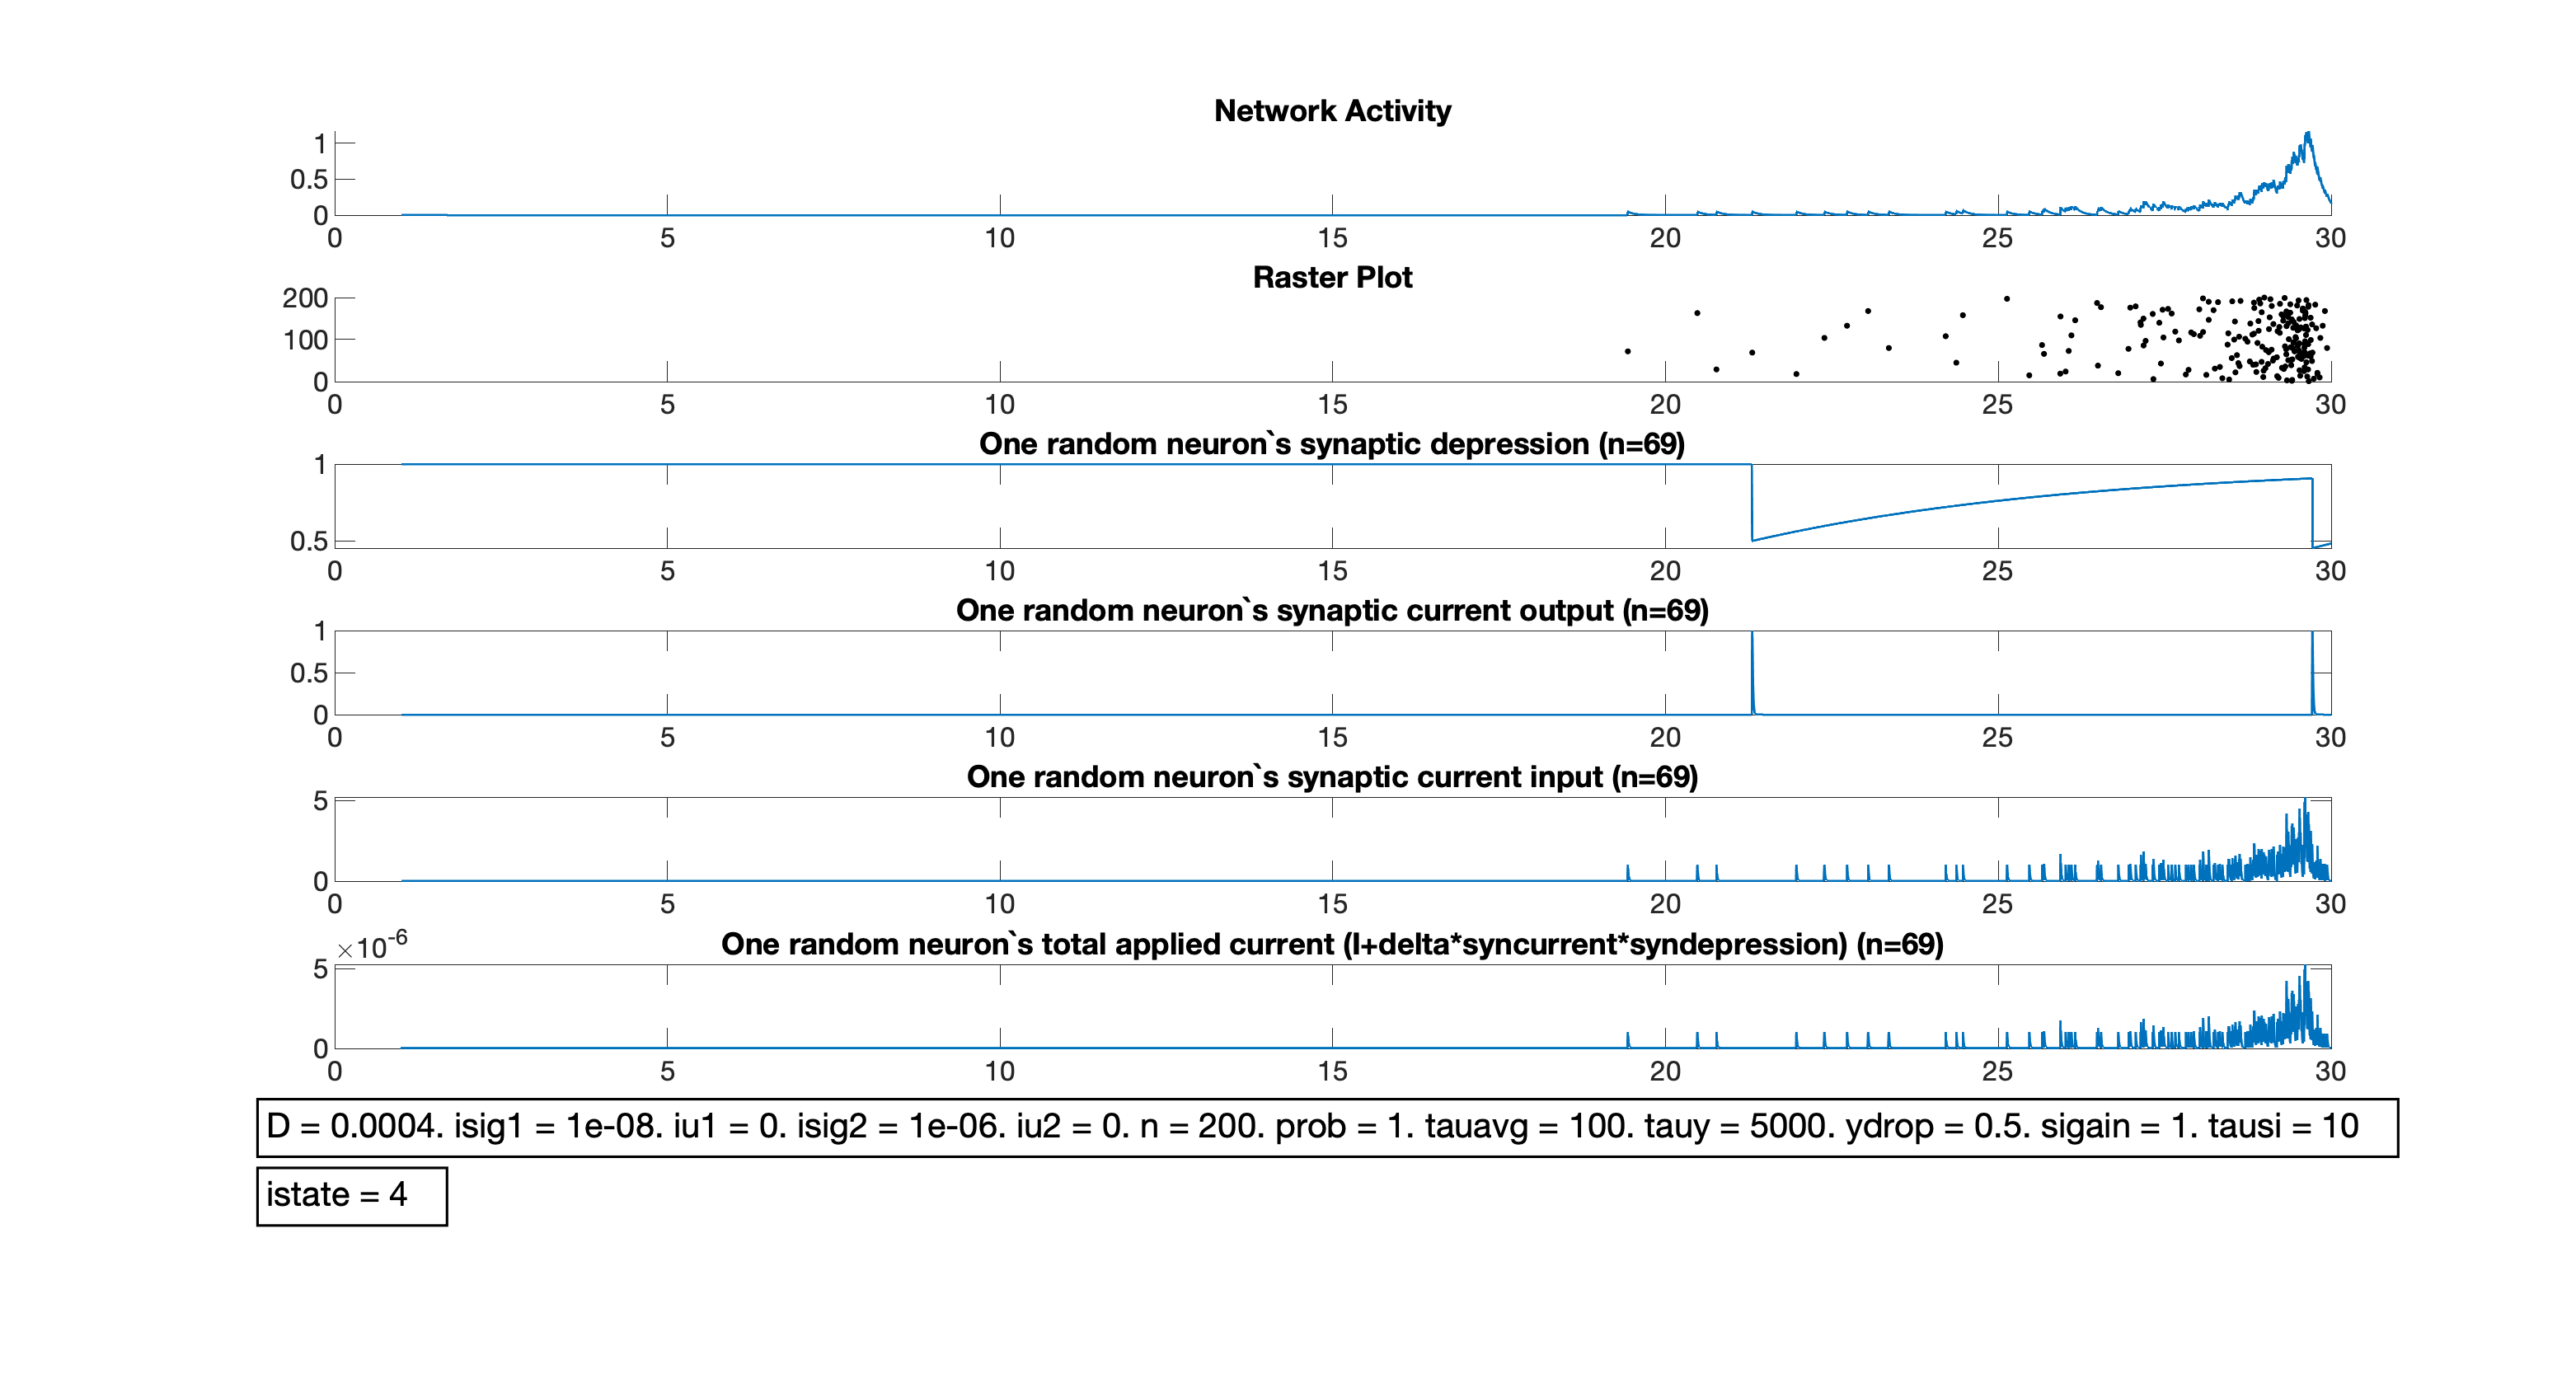 Network Activity
1
0.5
0
0 5 10 15 20 25 30
Raster Plot
200
100
0
0 5 10 15 20 25 30
One random neuron`s synaptic depression (n=69)
1
0.5
0 5 10 15 20 25 30
One random neuron`s synaptic current output (n=69)
1
0.5
0
0 5 10 15 20 25 30
One random neuron`s synaptic current input (n=69)
5
0
0 5 10 15 20 25 30
×10-6
One random neuron`s total applied current (I+delta*syncurrent*syndepression) (n=69)
5
0
0 5 10 15 20 25 30
D = 0.0004. isig1 = 1e-08. iu1 = 0. isig2 = 1e-06. iu2 = 0. n = 200. prob = 1. tauavg = 100. tauy = 5000. ydrop = 0.5. sigain = 1. tausi = 10
istate = 4